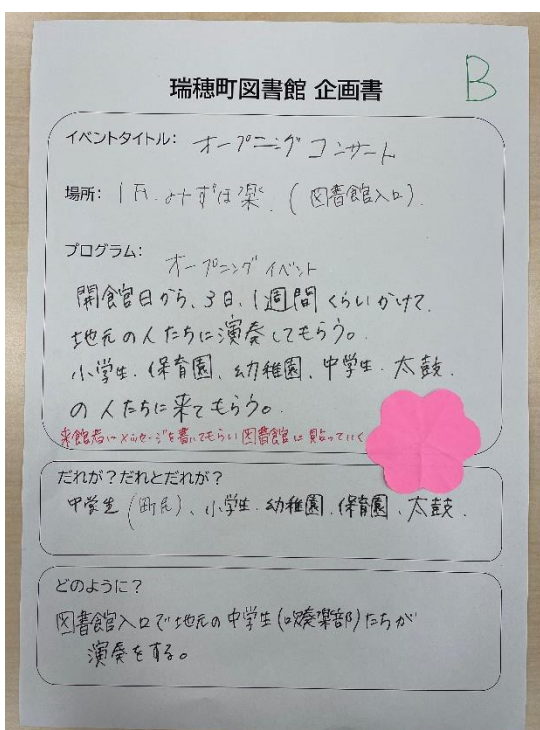 B
瑞穂町図書館 企画書
イベントタイトル: オープニングコンサート
場所: 1F.みずほ楽.(図書館入口).
プログラム: オープニングイベント
開館日から、3日、1週間くらいかけて.
地元の人たちに演奏してもらう。
小学生.保育園、幼稚園、中学生.太鼓.
の人たちに来てもらう。
来館者にメッセージを書いてもらい図書館に貼っていく
だれが?だれとだれが?
中学生(町民)、小学生.幼稚園、保育園、太鼓.
どのように?
図書館入口で地元の中学生(吹奏楽部)たちが
演奏をする。